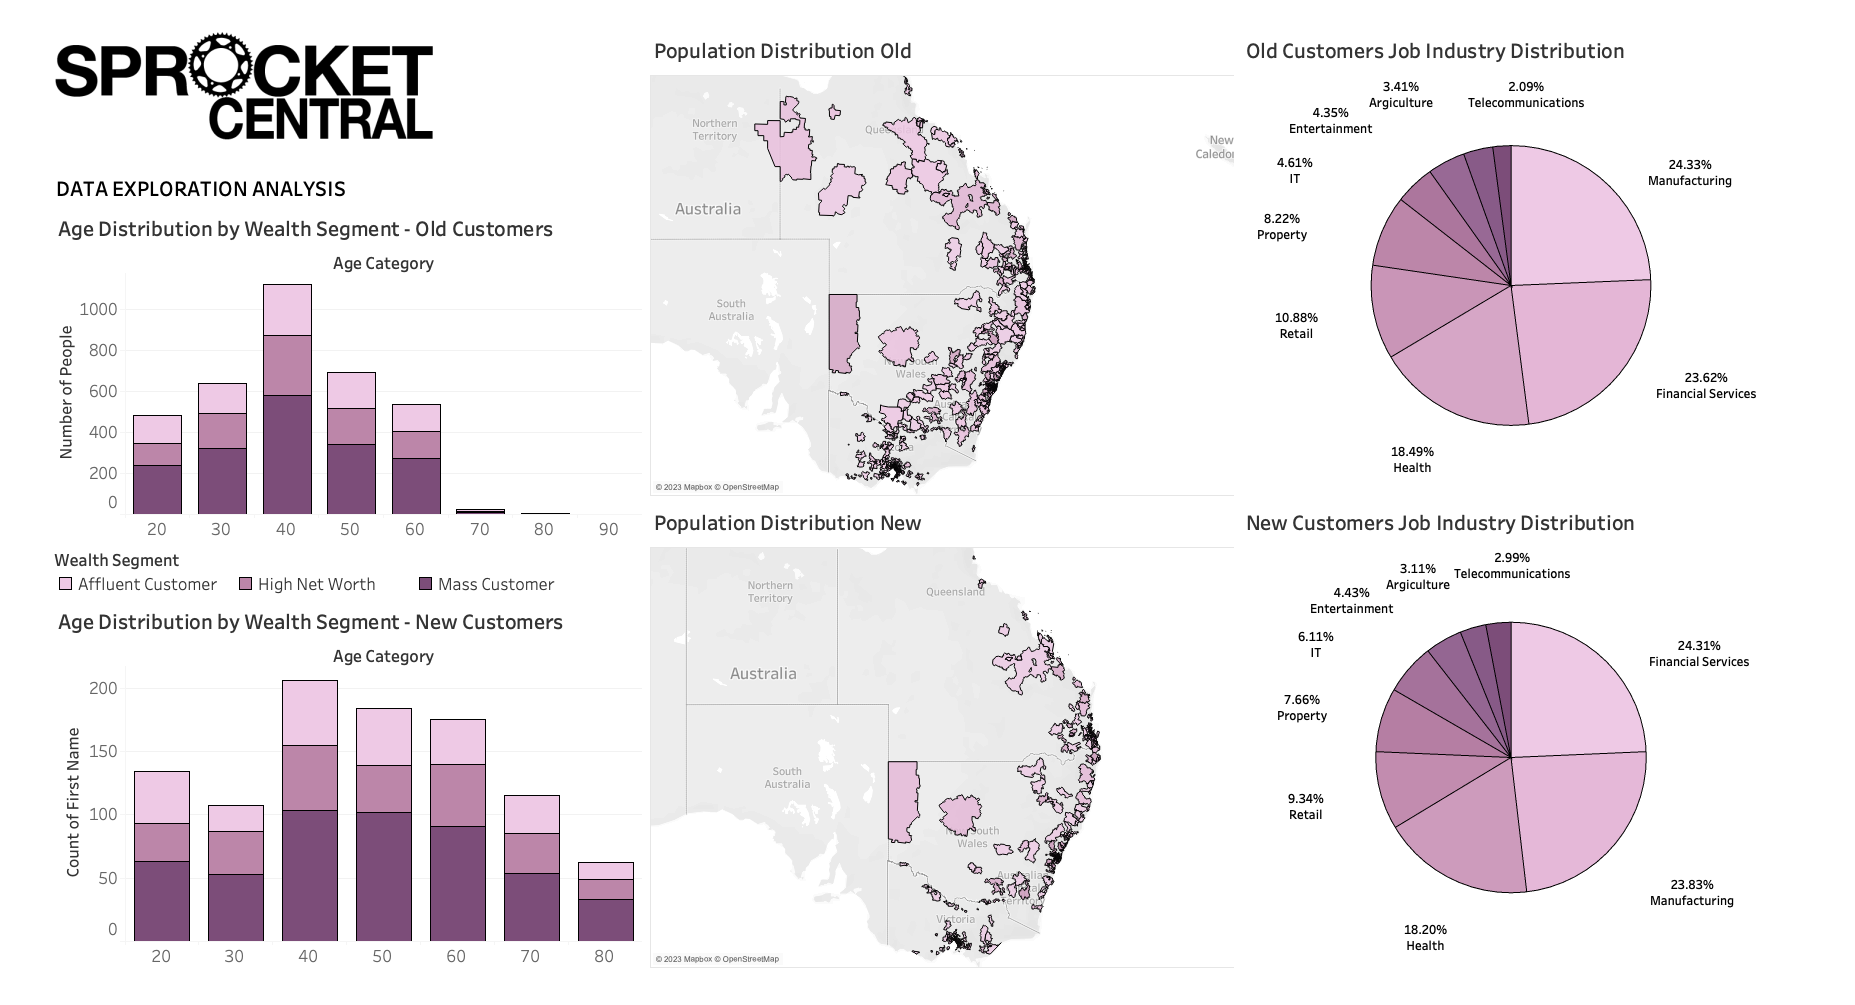 SPROCKET
CENTRAL
DATA EXPLORATION ANALYSIS
Age Distribution by Wealth Segment - Old Customers
Age Category
Number of People
1000
800
600
400
200
0
20 30 40 50 60 70 80 90
Wealth Segment
Affluent Customer High Net Worth Mass Customer
Age Distribution by Wealth Segment - New Customers
Age Category
Count of First Name
200
150
100
50
0
20 30 40 50 60 70 80
Population Distribution Old
Northern
Territory
Australia
South
Australia
Wales
New
© 2023 Mapbox © OpenStreetMap
Population Distribution New
Northern
Territory
Queensland
Australia
South
Australia
South
Wales
Victoria
© 2023 Mapbox © OpenStreetMap
Old Customers Job Industry Distribution
2.09%
Telecommunications
3.41%
Argiculture
4.35%
Entertainment
4.61%
IT
8.22%
Property
10.88%
Retail
18.49%
Health
23.62%
Financial Services
24.33%
Manufacturing
New Customers Job Industry Distribution
2.99%
Telecommunications
3.11%
Argiculture
4.43%
Entertainment
6.11%
IT
7.66%
Property
9.34%
Retail
18.20%
Health
23.83%
Manufacturing
24.31%
Financial Services